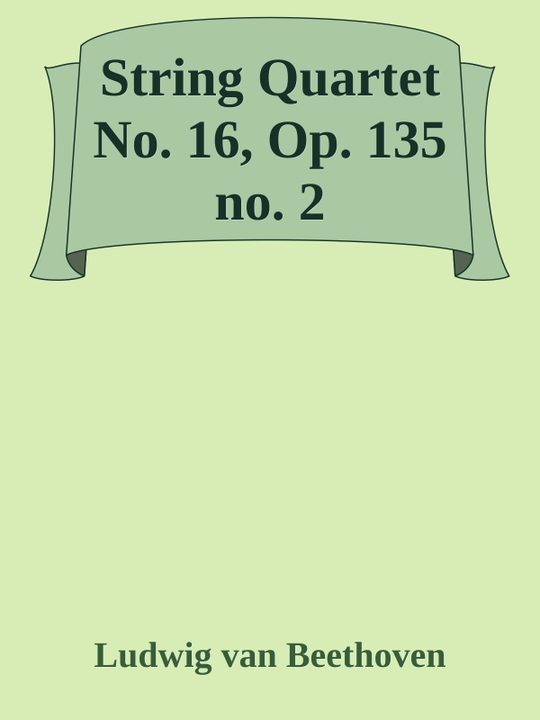 String Quartet
No. 16, Op. 135
no. 2
Ludwig van Beethoven